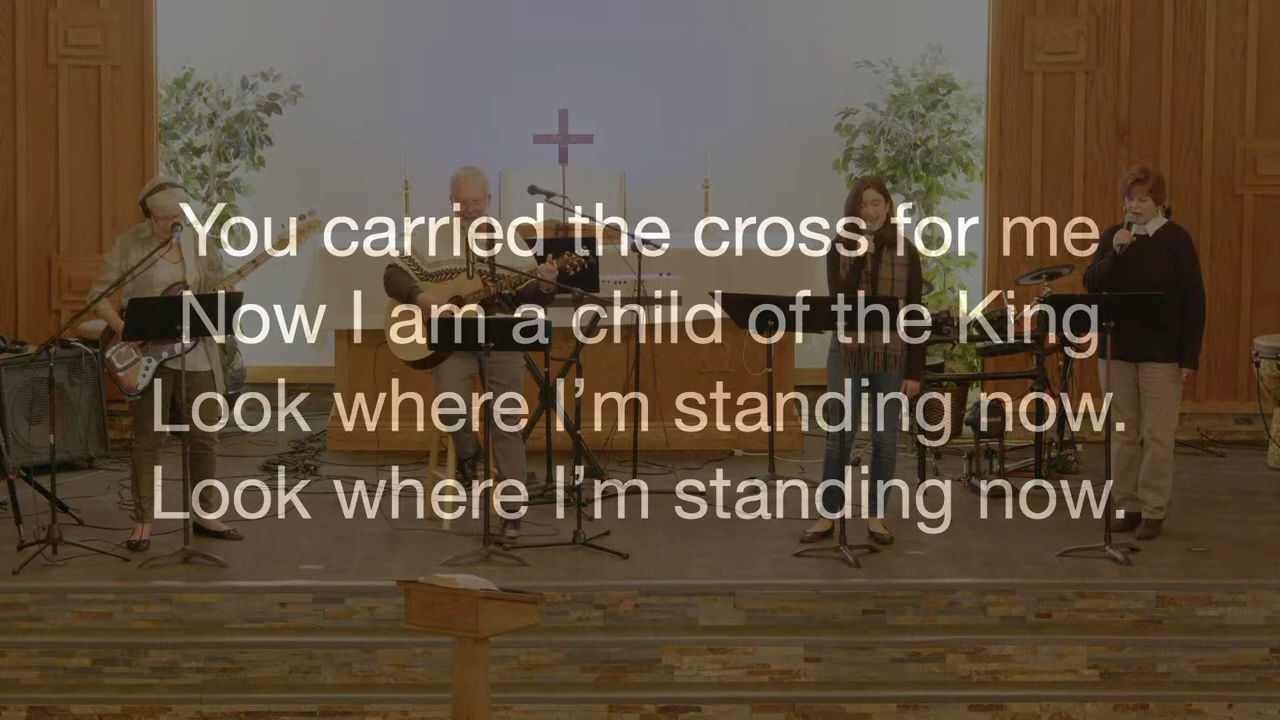 You carried the cross for me
Now I am a child of the King
Look where I’m standing now.
Look where I’m standing now.